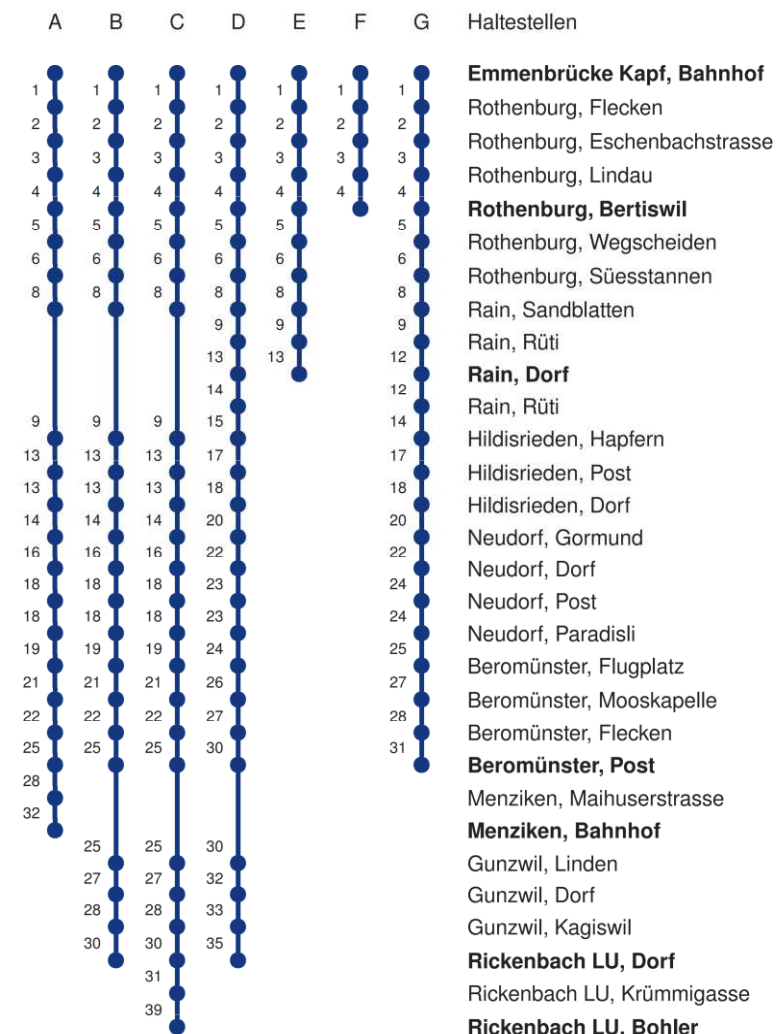 A B C D E F G Haltestellen
Emmenbrücke Kapf, Bahnhof
1 1 1 1 1 1 1
Rothenburg, Flecken
2 2 2 2 2 2 2
Rothenburg, Eschenbachstrasse
3 3 3 3 3 3 3
Rothenburg, Lindau
4 4 4 4 4 4 4
Rothenburg, Bertiswil
5 5 5 5 5 5
Rothenburg, Wegscheiden
6 6 6 6 6 6
Rothenburg, Süesstannen
8 8 8 8 8 8
Rain, Sandblatten
9 9 9
Rain, Rüti
13 13 12
Rain, Dorf
14 12
Rain, Rüti
9 9 9 15 14
Hildisrieden, Hapfern
13 13 13 17 17
Hildisrieden, Post
13 13 13 18 18
Hildisrieden, Dorf
14 14 14 20 20
Neudorf, Gormund
16 16 16 22 22
Neudorf, Dorf
18 18 18 23 24
Neudorf, Post
18 18 18 23 24
Neudorf, Paradisli
19 19 19 24 25
Beromünster, Flugplatz
21 21 21 26 27
Beromünster, Mooskapelle
22 22 22 27 28
Beromünster, Flecken
25 25 25 30 31
Beromünster, Post
28
Menziken, Maihuserstrasse
32
Menziken, Bahnhof
25 25 30
Gunzwil, Linden
27 27 32
Gunzwil, Dorf
28 28 33
Gunzwil, Kagiswil
30 30 35
Rickenbach LU, Dorf
31
Rickenbach LU, Krümmigasse
39
Rickenbach LU, Bohler